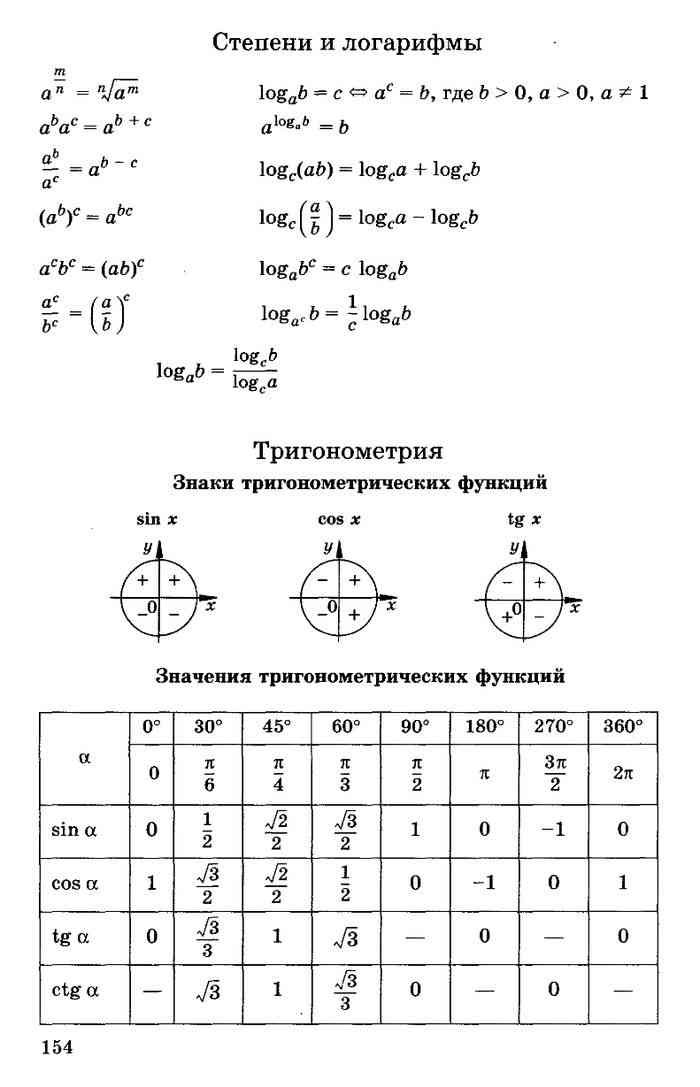 Степени и логарифмы
a^(m/n) = ⁿ√(a^m)    log_a b = c ⇔ a^c = b, где b > 0, a > 0, a ≠ 1
a^b a^c = a^(b + c)    a^(log_a b) = b
a^b/a^c = a^(b − c)    log_c(ab) = log_c a + log_c b
(a^b)^c = a^(bc)    log_c(a/b) = log_c a − log_c b
a^c b^c = (ab)^c    log_a b^c = c log_a b
a^c/b^c = (a/b)^c    log_(a^c) b = 1/c log_a b
log_a b = log_c b/log_c a
Тригонометрия
Знаки тригонометрических функций
sin x    cos x    tg x
y    y    y
+ +    − +    − +
0 x    0 x    0 x
− −    − +    + −
Значения тригонометрических функций
α    0°    30°    45°    60°    90°    180°    270°    360°
0    π/6    π/4    π/3    π/2    π    3π/2    2π
sin α    0    1/2    √2/2    √3/2    1    0    −1    0
cos α    1    √3/2    √2/2    1/2    0    −1    0    1
tg α    0    √3/3    1    √3    —    0    —    0
ctg α    —    √3    1    √3/3    0    —    0    —
154